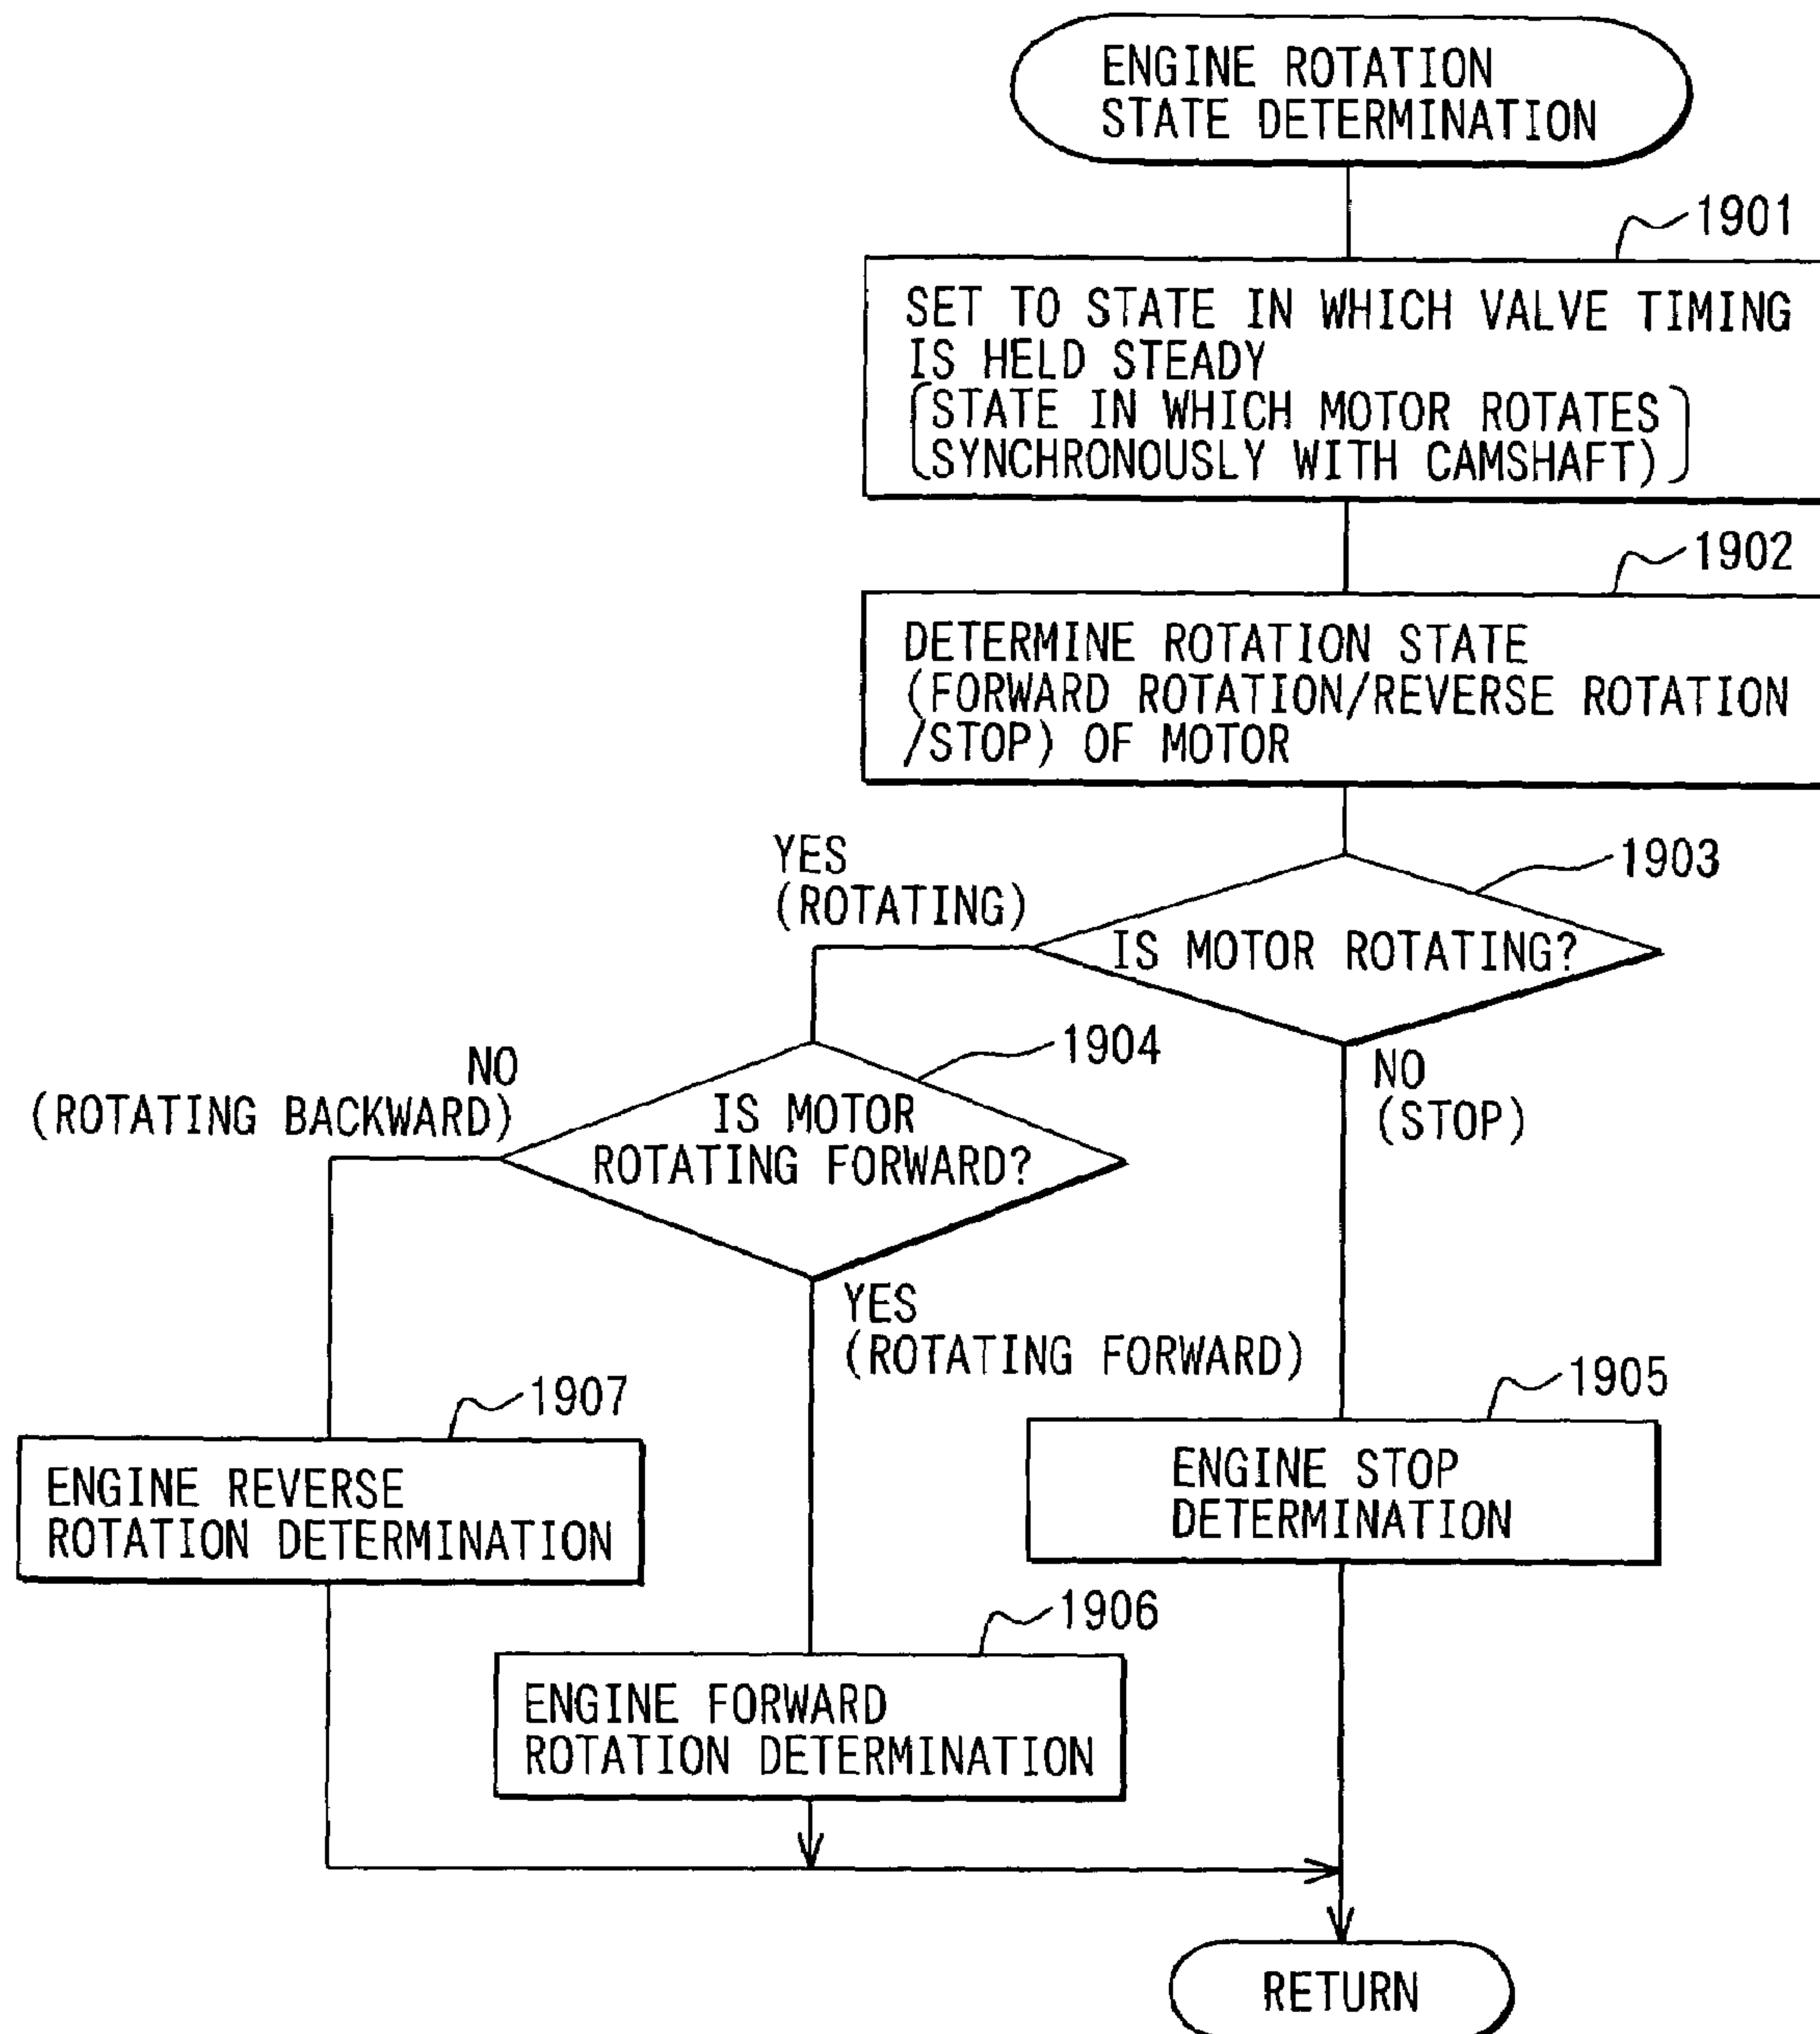 ENGINE ROTATION
STATE DETERMINATION
1901
SET TO STATE IN WHICH VALVE TIMING
IS HELD STEADY
(STATE IN WHICH MOTOR ROTATES
SYNCHRONOUSLY WITH CAMSHAFT))
1902
DETERMINE ROTATION STATE
(FORWARD ROTATION/REVERSE ROTATION
/STOP) OF MOTOR
1903
YES
(ROTATING)
IS MOTOR ROTATING?
1904
NO
(ROTATING BACKWARD)
IS MOTOR
ROTATING FORWARD?
NO
(STOP)
YES
(ROTATING FORWARD)
1905
1907
ENGINE STOP
DETERMINATION
ENGINE REVERSE
ROTATION DETERMINATION
1906
ENGINE FORWARD
ROTATION DETERMINATION
RETURN